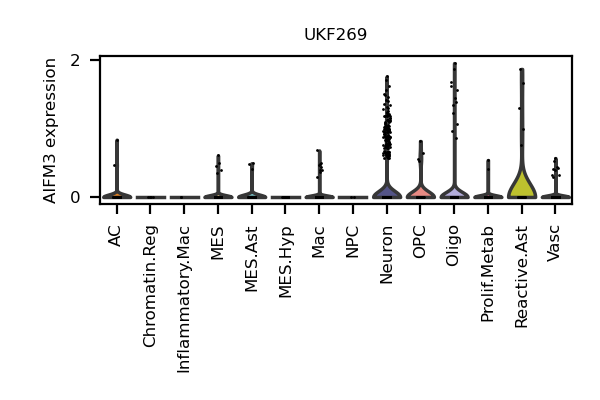 UKF269
AIFM3 expression
2
0
AC
Chromatin.Reg
Inflammatory.Mac
MES
MES.Ast
MES.Hyp
Mac
NPC
Neuron
OPC
Oligo
Prolif.Metab
Reactive.Ast
Vasc